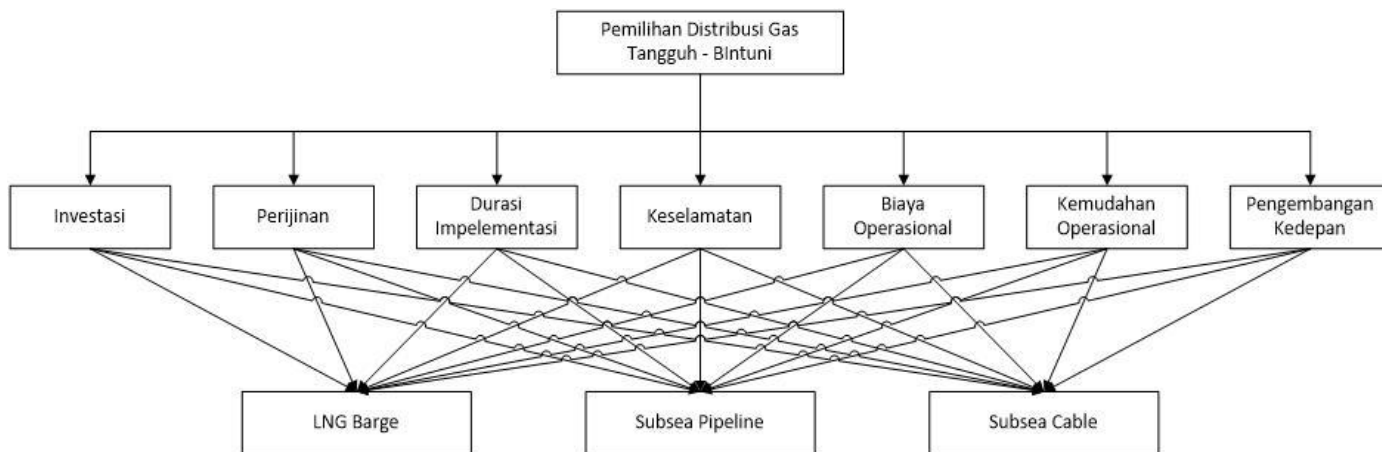 Pemilihan Distribusi Gas
Tangguh - BIntuni
Investasi
Perijinan
Durasi
Impelementasi
Keselamatan
Biaya
Operasional
Kemudahan
Operasional
Pengembangan
Kedepan
LNG Barge
Subsea Pipeline
Subsea Cable